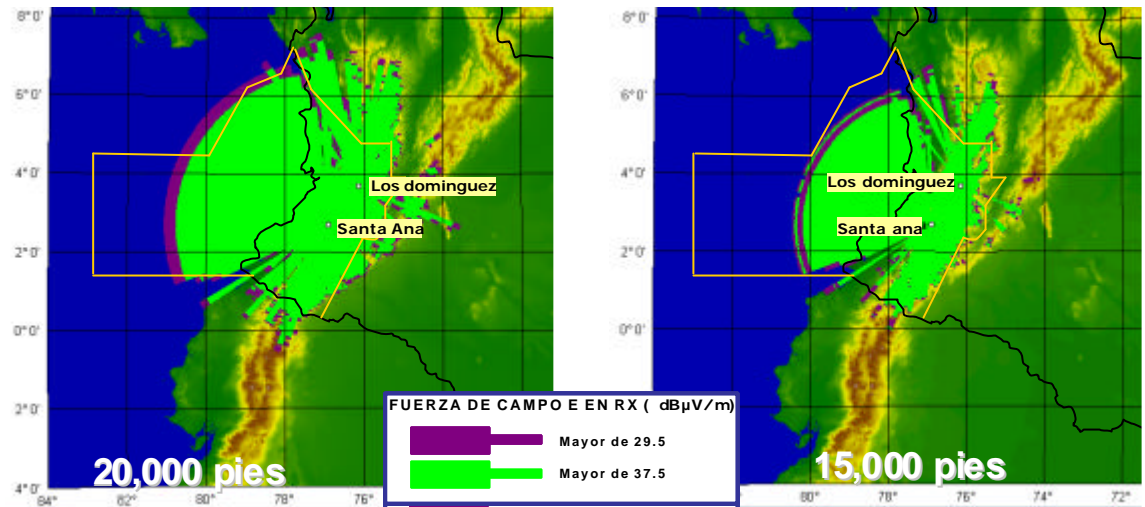 8° 0'
6° 0'
4° 0'
2° 0'
0° 0'
2° 0'
4° 0'
84°
82°
80°
78°
76°
Los dominguez
Santa Ana
20,000 pies
8° 0'
6° 0'
4° 0'
2° 0'
0° 0'
2° 0'
80°
78°
76°
74°
72°
Los dominguez
Santa ana
15,000 pies
FUERZA DE CAMPO E EN RX ( dBµV/m)
Mayor de 29.5
Mayor de 37.5